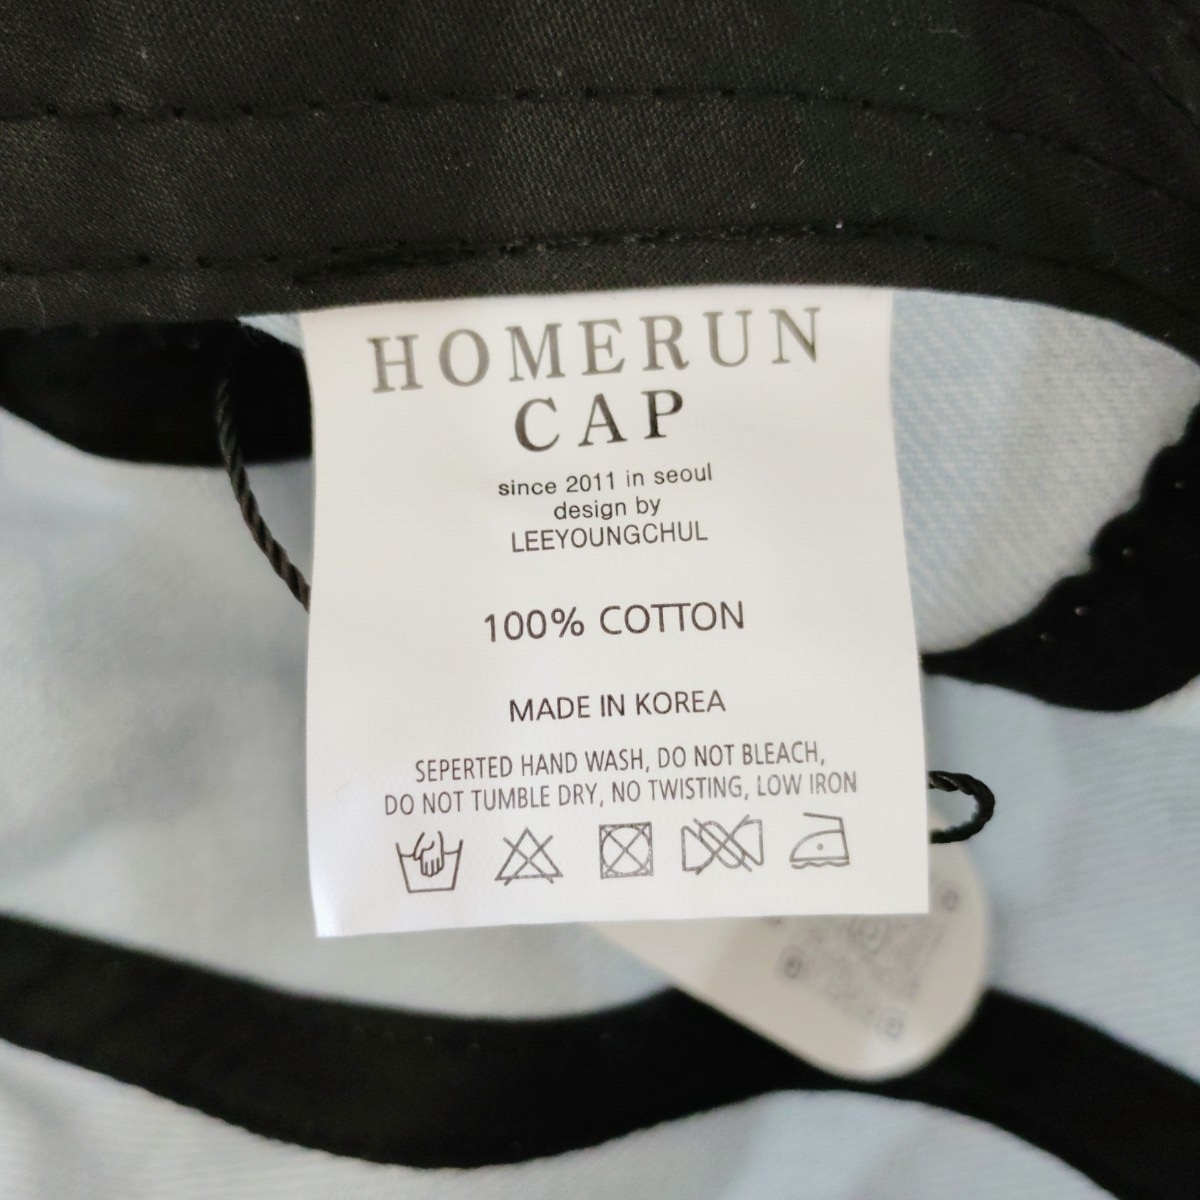 HOMERUN
CAP
since 2011 in seoul
design by
LEEYOUNGCHUL
100% COTTON
MADE IN KOREA
SEPERTED HAND WASH, DO NOT BLEACH,
DO NOT TUMBLE DRY, NO TWISTING, LOW IRON